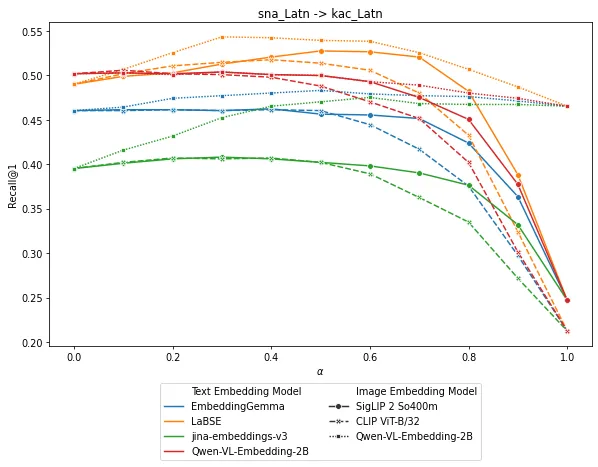 sna_Latn -> kac_Latn
Recall@1
0.55
0.50
0.45
0.40
0.35
0.30
0.25
0.20
0.0 0.2 0.4 0.6 0.8 1.0
α
Text Embedding Model
EmbeddingGemma
LaBSE
jina-embeddings-v3
Qwen-VL-Embedding-2B
Image Embedding Model
SigLIP 2 So400m
CLIP ViT-B/32
Qwen-VL-Embedding-2B